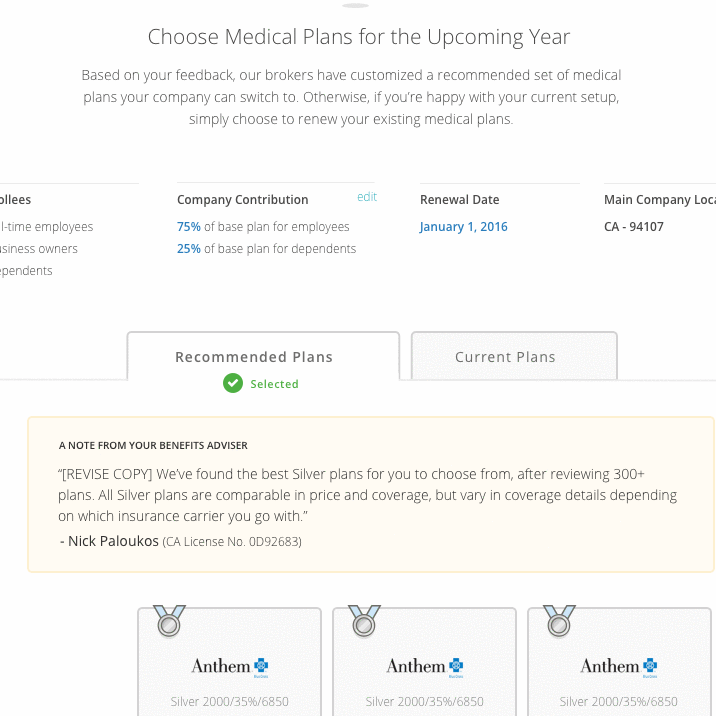 Choose Medical Plans for the Upcoming Year
Based on your feedback, our brokers have customized a recommended set of medical
plans your company can switch to. Otherwise, if you’re happy with your current setup,
simply choose to renew your existing medical plans.
ollees
l-time employees
usiness owners
ependents
Company Contribution
edit
75% of base plan for employees
25% of base plan for dependents
Renewal Date
January 1, 2016
Main Company Loca
CA - 94107
Recommended Plans
Selected
Current Plans
A NOTE FROM YOUR BENEFITS ADVISER
“[REVISE COPY] We’ve found the best Silver plans for you to choose from, after reviewing 300+
plans. All Silver plans are comparable in price and coverage, but vary in coverage details depending
on which insurance carrier you go with.”
- Nick Paloukos (CA License No. 0D92683)
Anthem
Silver 2000/35%/6850
Anthem
Silver 2000/35%/6850
Anthem
Silver 2000/35%/6850